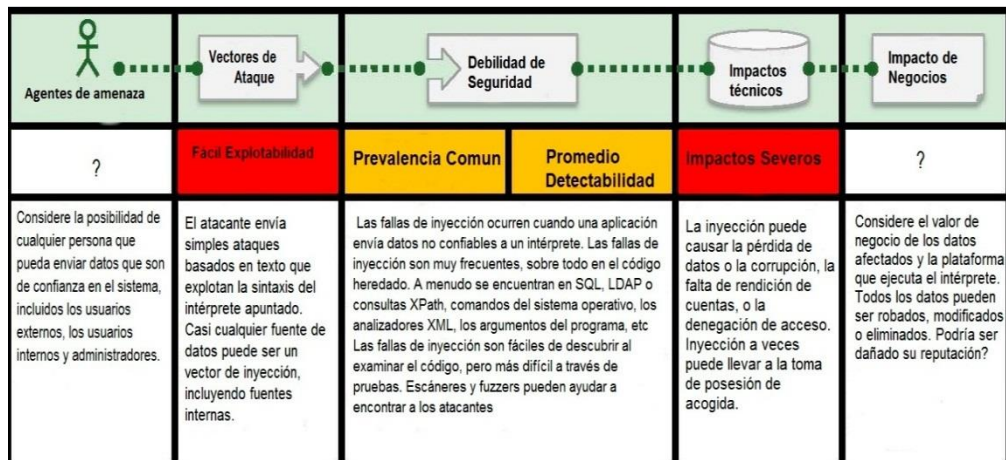 Agentes de amenaza
Vectores de
Ataque
Debilidad de
Seguridad
Impactos
técnicos
Impacto de
Negocios
?
Fácil Explotabilidad
Prevalencia Comun
Promedio
Detectabilidad
Impactos Severos
?
Considere la posibilidad de
cualquier persona que
pueda enviar datos que son
de confianza en el sistema,
incluidos los usuarios
externos, los usuarios
internos y administradores.
El atacante envía
simples ataques
basados en texto que
explotan la sintaxis del
intérprete apuntado.
Casi cualquier fuente de
datos puede ser un
vector de inyección,
incluyendo fuentes
internas.
Las fallas de inyección ocurren cuando una aplicación
envía datos no confiables a un intérprete. Las fallas de
inyección son muy frecuentes, sobre todo en el código
heredado. A menudo se encuentran en SQL, LDAP o
consultas XPath, comandos del sistema operativo, los
analizadores XML, los argumentos del programa, etc
Las fallas de inyección son fáciles de descubrir al
examinar el código, pero más difícil a través de
pruebas. Escáneres y fuzzers pueden ayudar a
encontrar a los atacantes
La inyección puede
causar la pérdida de
datos o la corrupción, la
falta de rendición de
cuentas, o la
denegación de acceso.
Inyección a veces
puede llevar a la toma
de posesión de
acogida.
Considere el valor de
negocio de los datos
afectados y la plataforma
que ejecuta el intérprete.
Todos los datos pueden
ser robados, modificados
o eliminados. Podría ser
dañado su reputación?